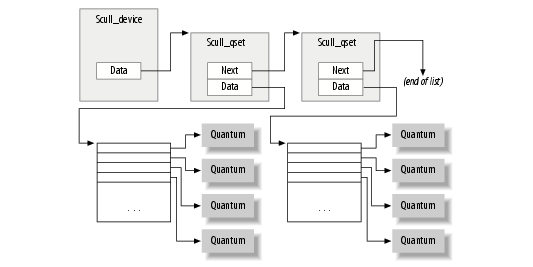 Scull_device
Scull_qset
Scull_qset
Data
Next
Next
(end of list)
Data
Data
Quantum
Quantum
Quantum
Quantum
Quantum
Quantum
. . .
. . .
Quantum
Quantum